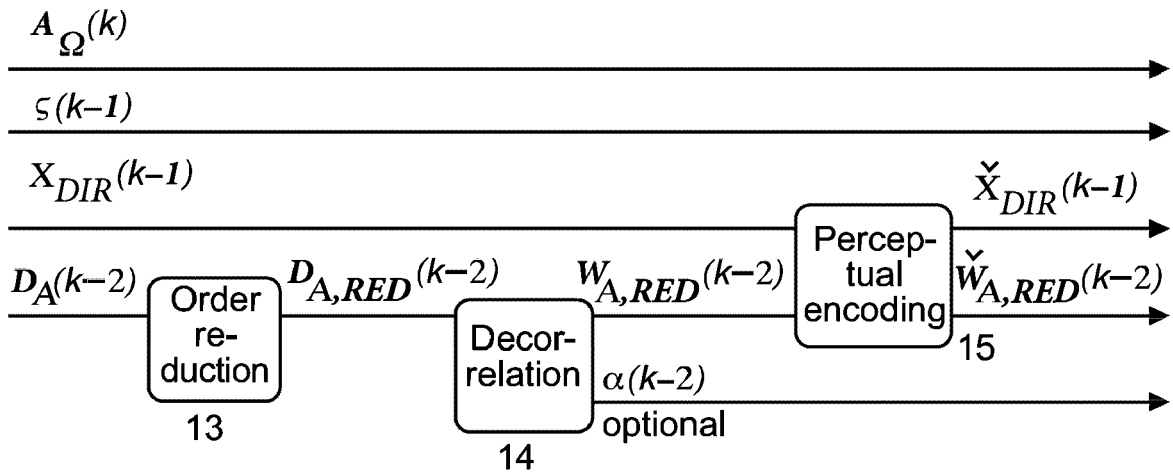 A_Ω(k)
ς(k–1)
X_DIR(k–1)
X̌_DIR(k–1)
D_A(k–2)
Order
re-
duction
13
D_A,RED(k–2)
Decor-
relation
14
W_A,RED(k–2)
α(k–2)
optional
Percep-
tual
encoding
15
W̌_A,RED(k–2)